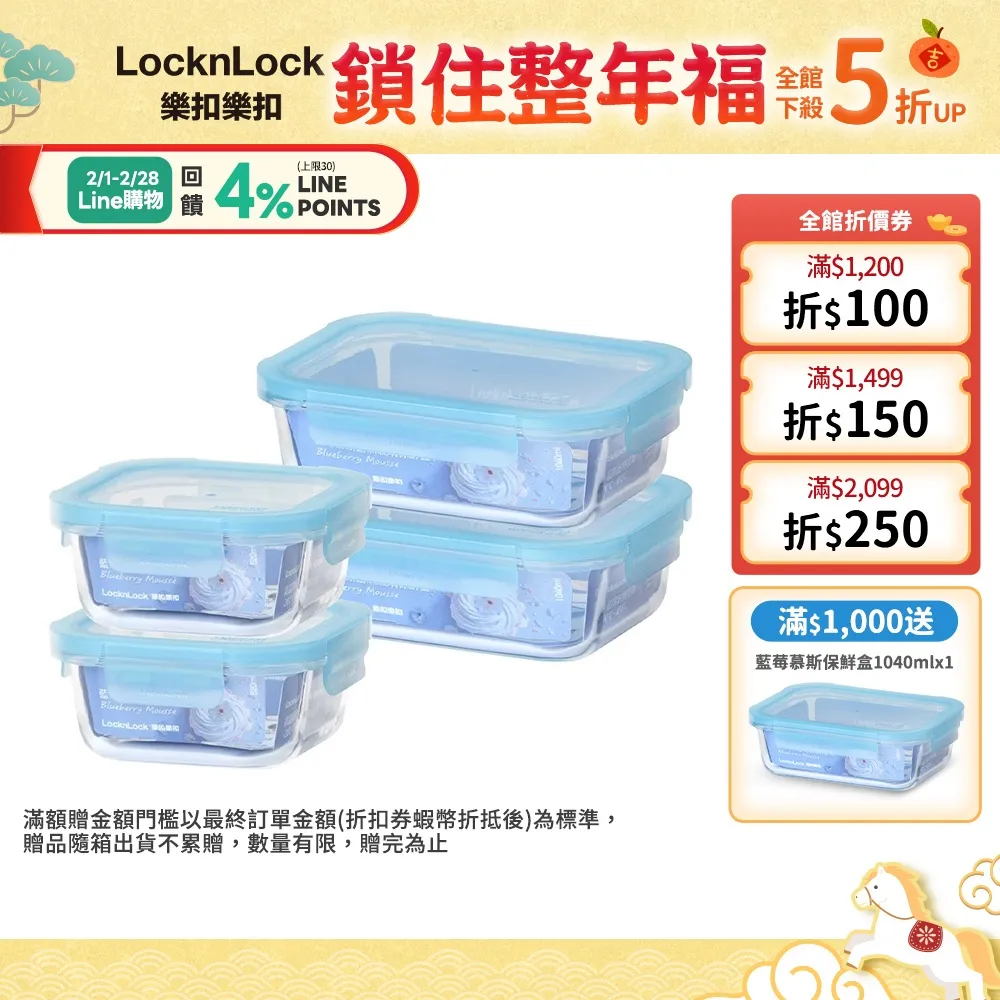 LocknLock
樂扣樂扣
鎖住整年福
全館
下殺
5折UP
吉
2/1-2/28
Line購物
回
饋
4%
(上限30)
LINE
POINTS
全館折價券
滿$1,200
折$100
滿$1,499
折$150
滿$2,099
折$250
滿$1,000送
藍莓慕斯保鮮盒1040mlx1
LocknLock
Blueberry Mousse
樂扣樂扣
Blueberry Mousse
LocknLock 樂扣樂扣
Blueberry Mousse
LocknLock 樂扣樂扣
滿額贈金額門檻以最終訂單金額(折扣券蝦幣折抵後)為標準，
贈品隨箱出貨不累贈，數量有限，贈完為止